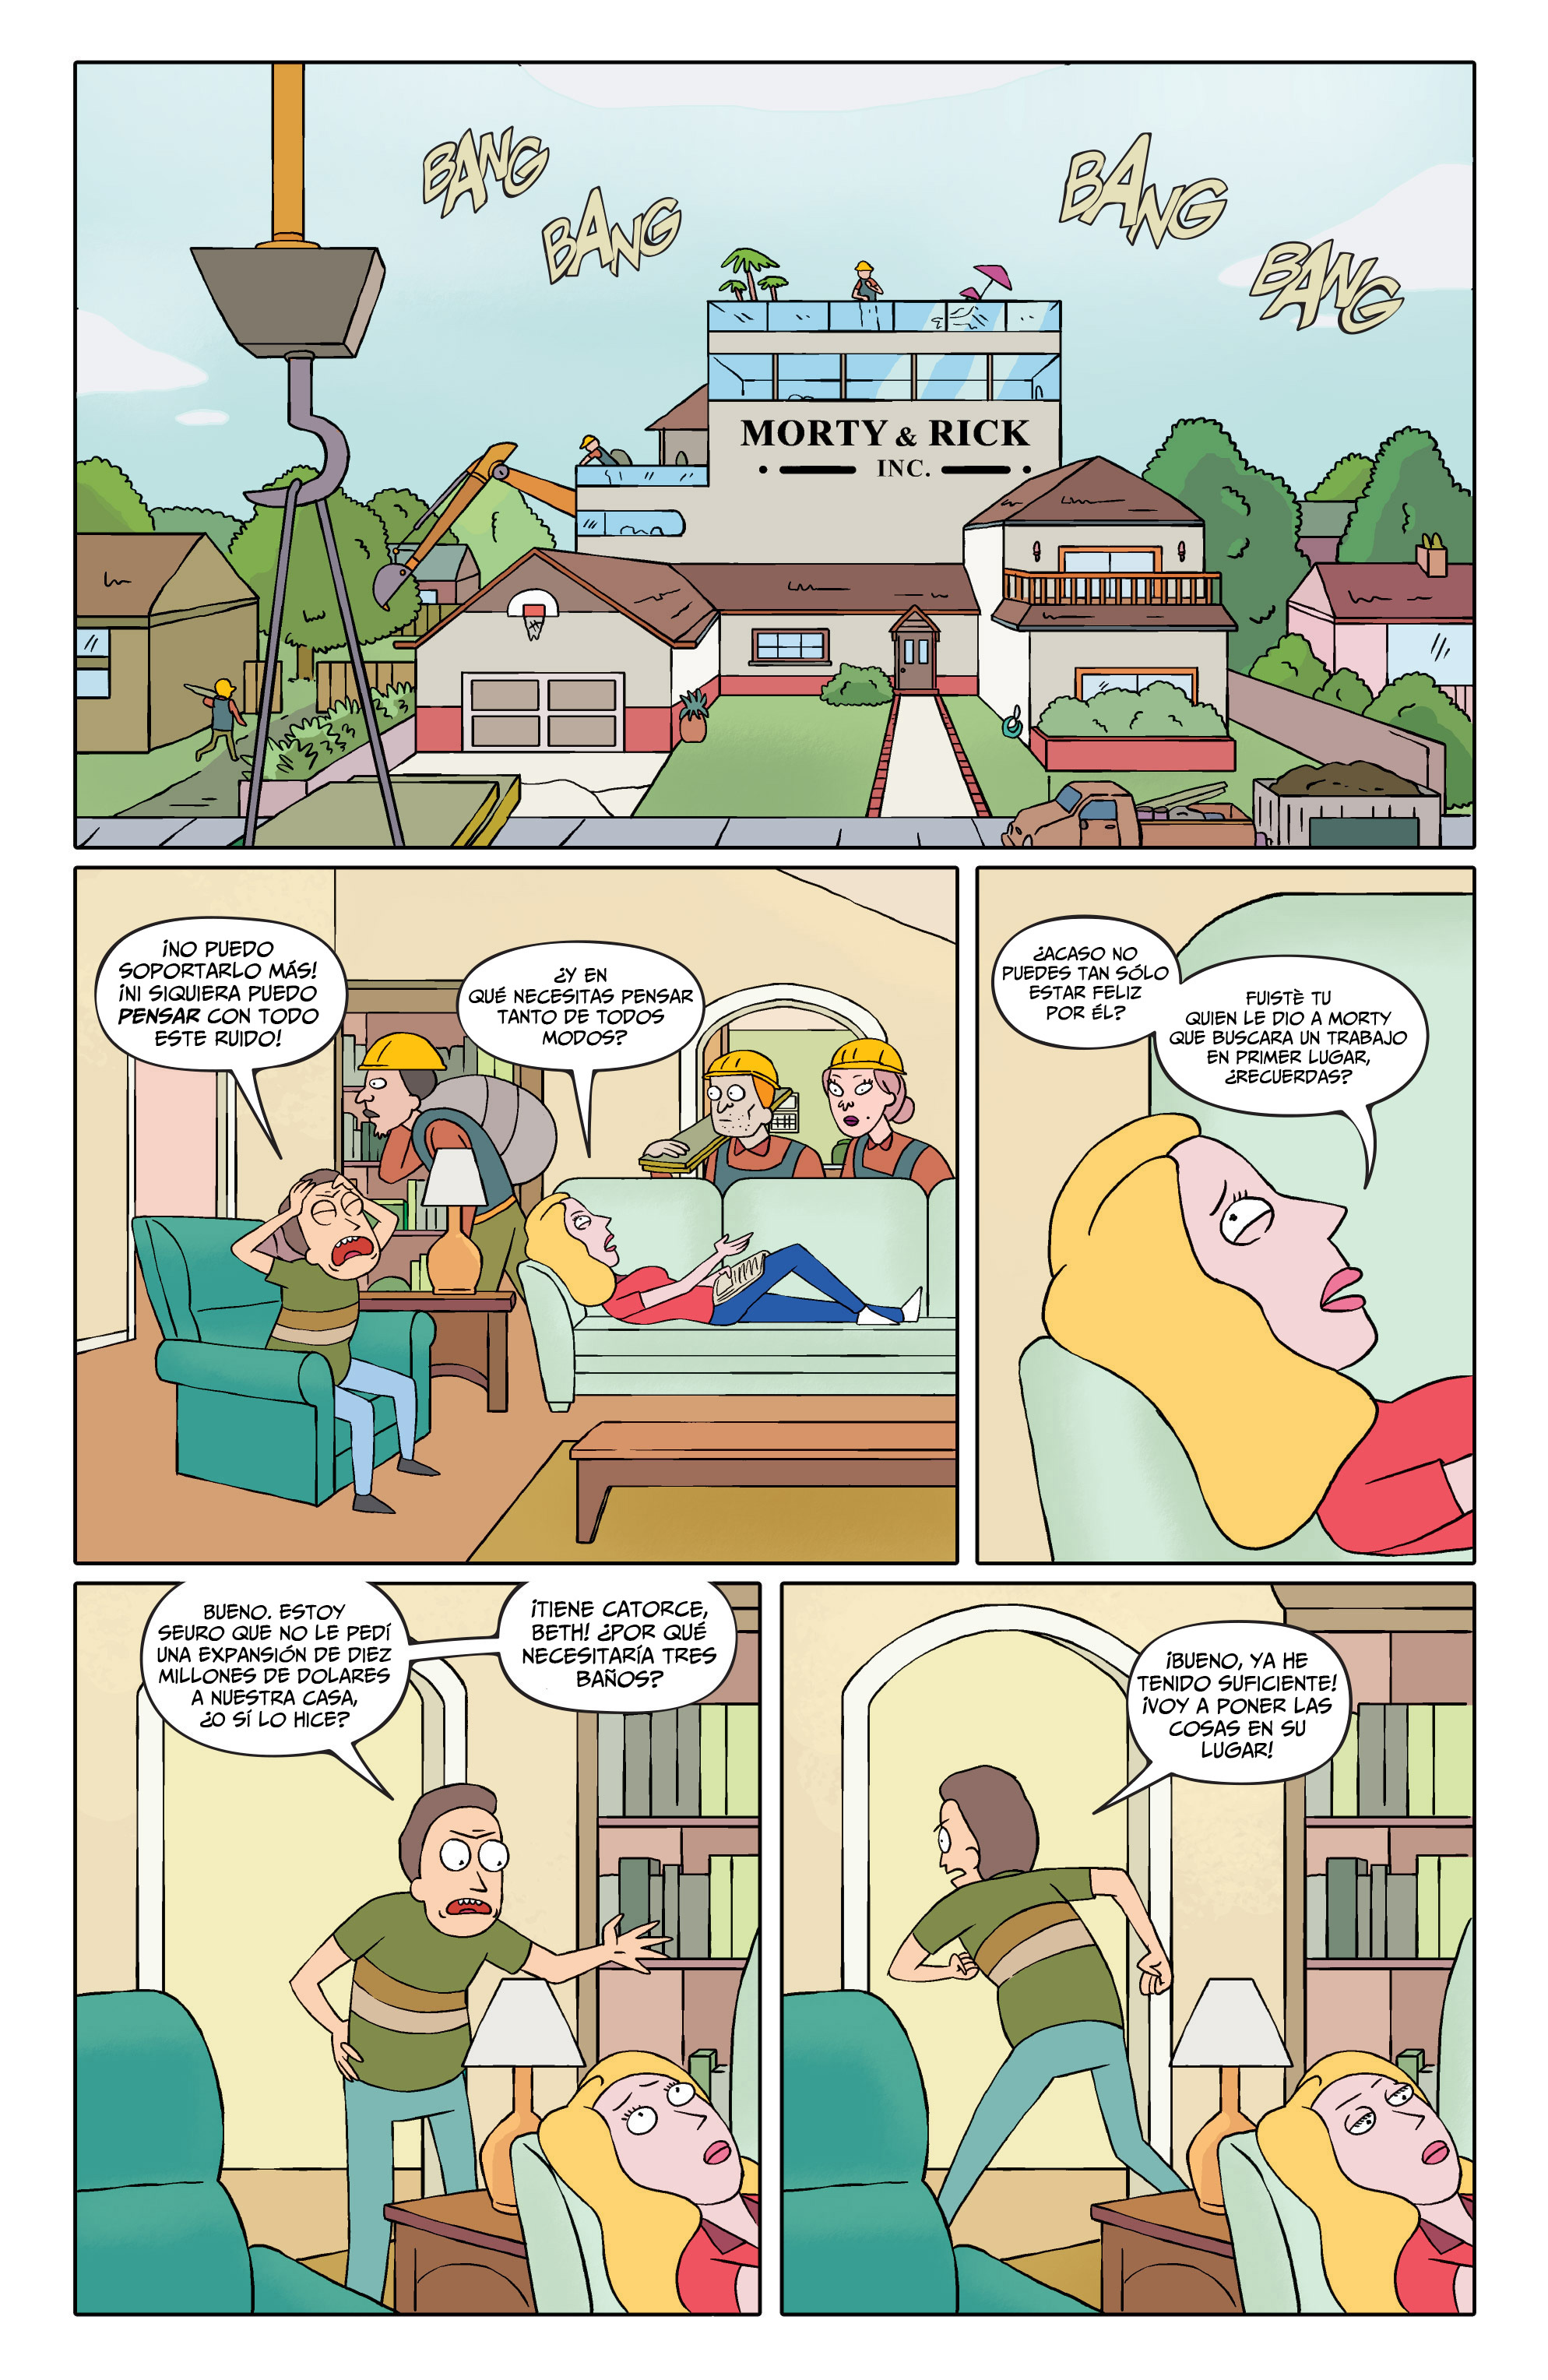 BANG
BANG
BANG
BANG
MORTY & RICK
INC.
¡NO PUEDO
SOPORTARLO MÁS!
¡NI SIQUIERA PUEDO
PENSAR CON TODO
ESTE RUIDO!
¿Y EN
QUÉ NECESITAS PENSAR
TANTO DE TODOS
MODOS?
¿ACASO NO
PUEDES TAN SÓLO
ESTAR FELIZ
POR ÉL?
FUISTÈ TU
QUIEN LE DIO A MORTY
QUE BUSCARA UN TRABAJO
EN PRIMER LUGAR,
¿RECUERDAS?
BUENO. ESTOY
SEURO QUE NO LE PEDÍ
UNA EXPANSIÓN DE DIEZ
MILLONES DE DOLARES
A NUESTRA CASA,
¿O SÍ LO HICE?
¡TIENE CATORCE,
BETH! ¿POR QUÉ
NECESITARÍA TRES
BAÑOS?
¡BUENO, YA HE
TENIDO SUFICIENTE!
¡VOY A PONER LAS
COSAS EN SU
LUGAR!